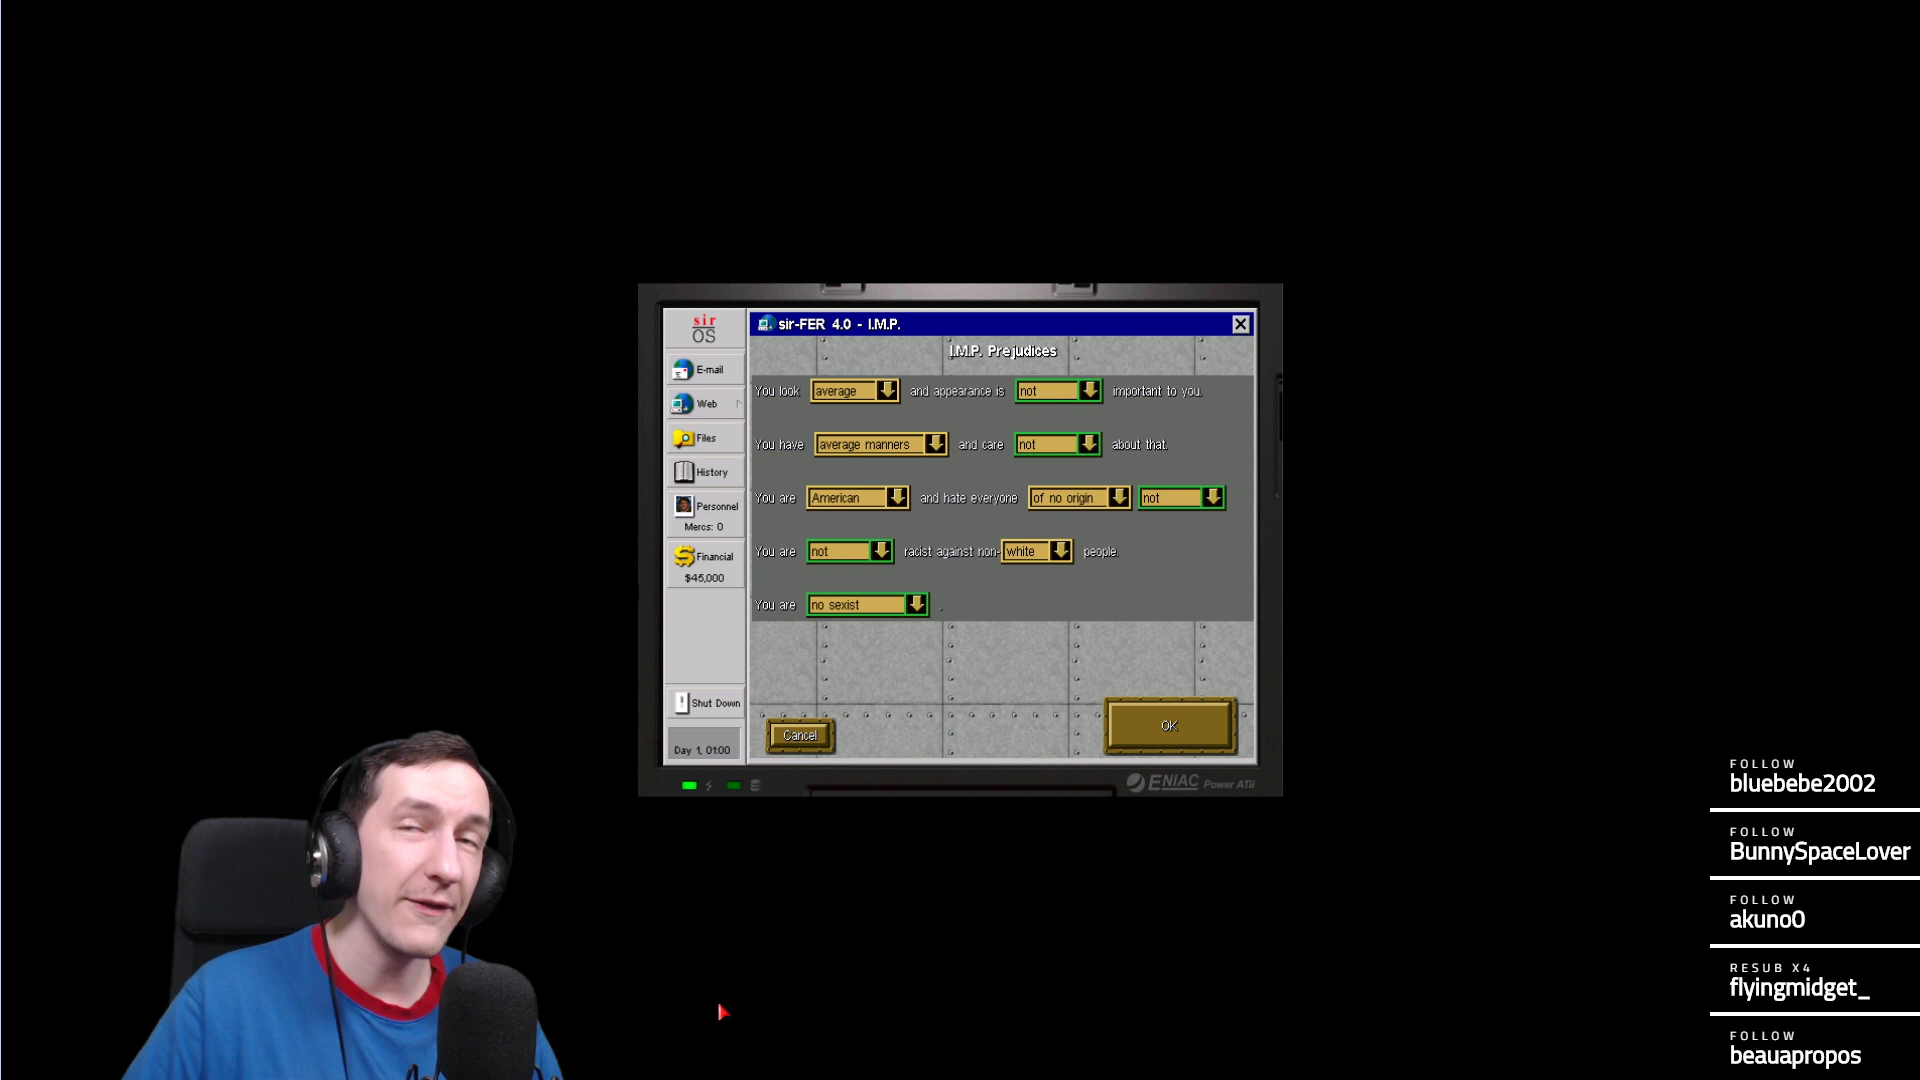 sir
OS
E-mail
Web
Files
History
Personnel
Mercs: 0
Financial
$45,000
Shut Down
Day 1, 01:00
sir-FER 4.0 - I.M.P.
I.M.P. Prejudices
You look average and appearance is not important to you.
You have average manners and care not about that.
You are American and hate everyone of no origin not
You are not racist against non- white people.
You are no sexist .
Cancel
OK
ENIAC Power ATii
FOLLOW
bluebebe2002
FOLLOW
BunnySpaceLover
FOLLOW
akuno0
RESUB X4
flyingmidget_
FOLLOW
beauapropos